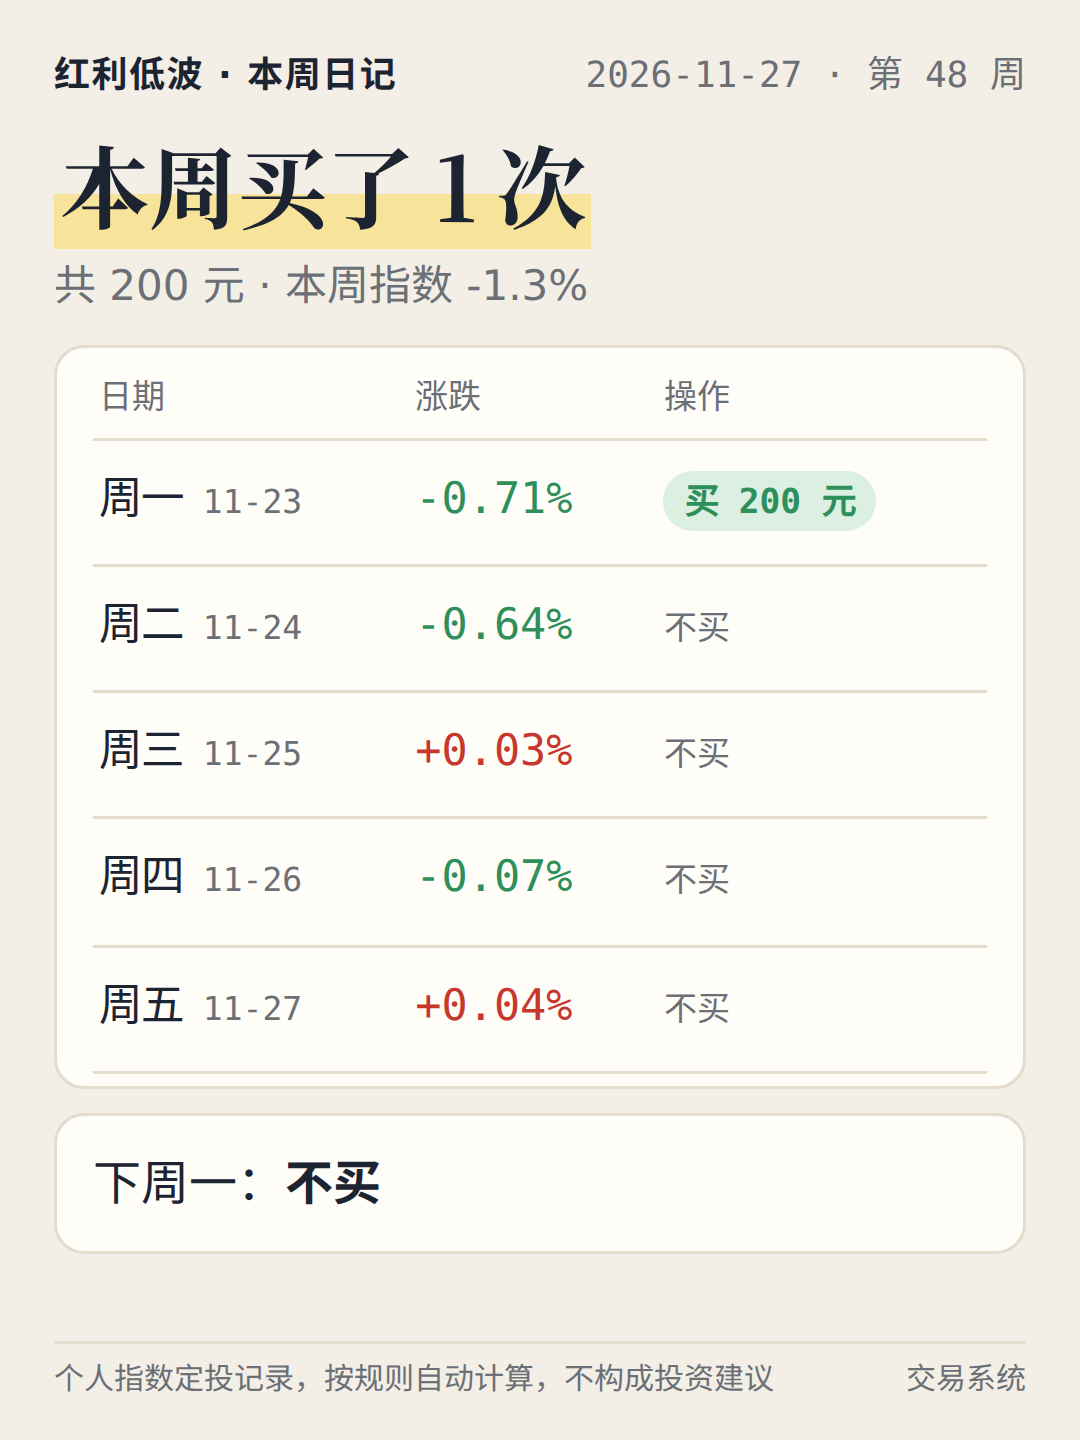 红利低波 · 本周日记
2026-11-27 · 第 48 周
本周买了 1 次
共 200 元 · 本周指数 -1.3%
日期 涨跌 操作
周一 11-23 -0.71% 买 200 元
周二 11-24 -0.64% 不买
周三 11-25 +0.03% 不买
周四 11-26 -0.07% 不买
周五 11-27 +0.04% 不买
下周一：不买
个人指数定投记录，按规则自动计算，不构成投资建议
交易系统